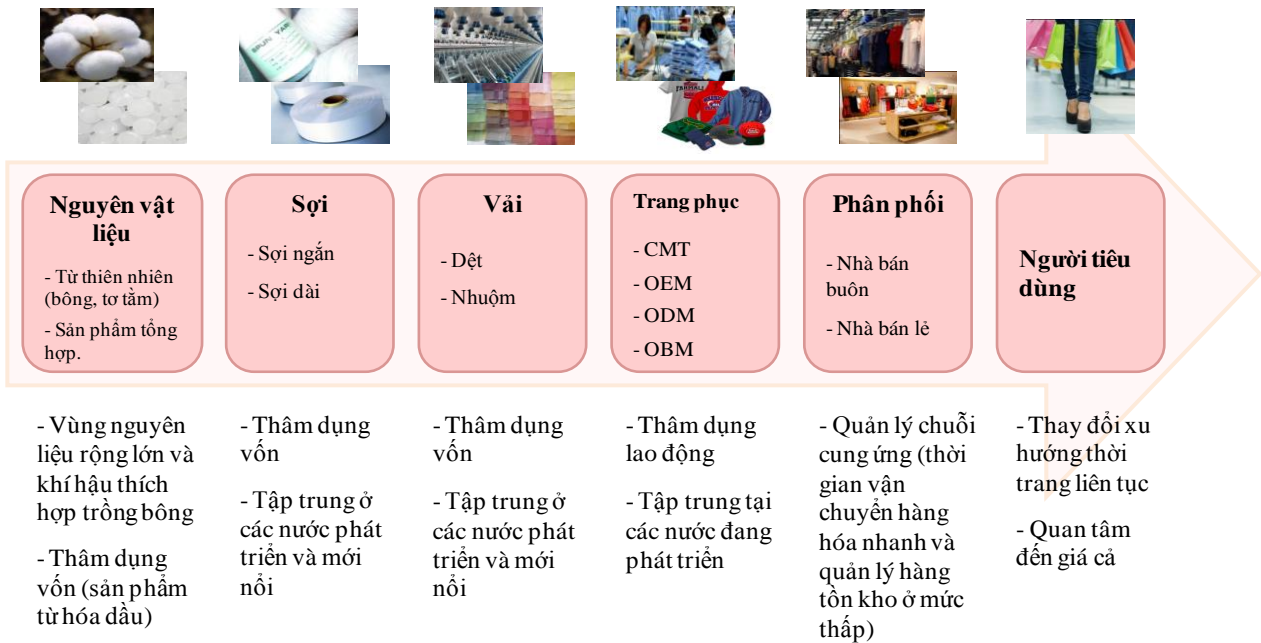 Nguyên vật
liệu
- Từ thiên nhiên
(bông, tơ tằm)
- Sản phẩm tổng
hợp.
Sợi
- Sợi ngắn
- Sợi dài
Vải
- Dệt
- Nhuộm
Trang phục
- CMT
- OEM
- ODM
- OBM
Phân phối
- Nhà bán
buôn
- Nhà bán lẻ
Người tiêu
dùng
- Vùng nguyên
liệu rộng lớn và
khí hậu thích
hợp trồng bông
- Thâm dụng
vốn (sản phẩm
từ hóa dầu)
- Thâm dụng
vốn
- Tập trung ở
các nước phát
triển và mới
nổi
- Thâm dụng
vốn
- Tập trung ở
các nước phát
triển và mới
nổi
- Thâm dụng
lao động
- Tập trung tại
các nước đang
phát triển
- Quản lý chuỗi
cung ứng (thời
gian vận
chuyển hàng
hóa nhanh và
quản lý hàng
tồn kho ở mức
thấp)
- Thay đổi xu
hướng thời
trang liên tục
- Quan tâm
đến giá cả